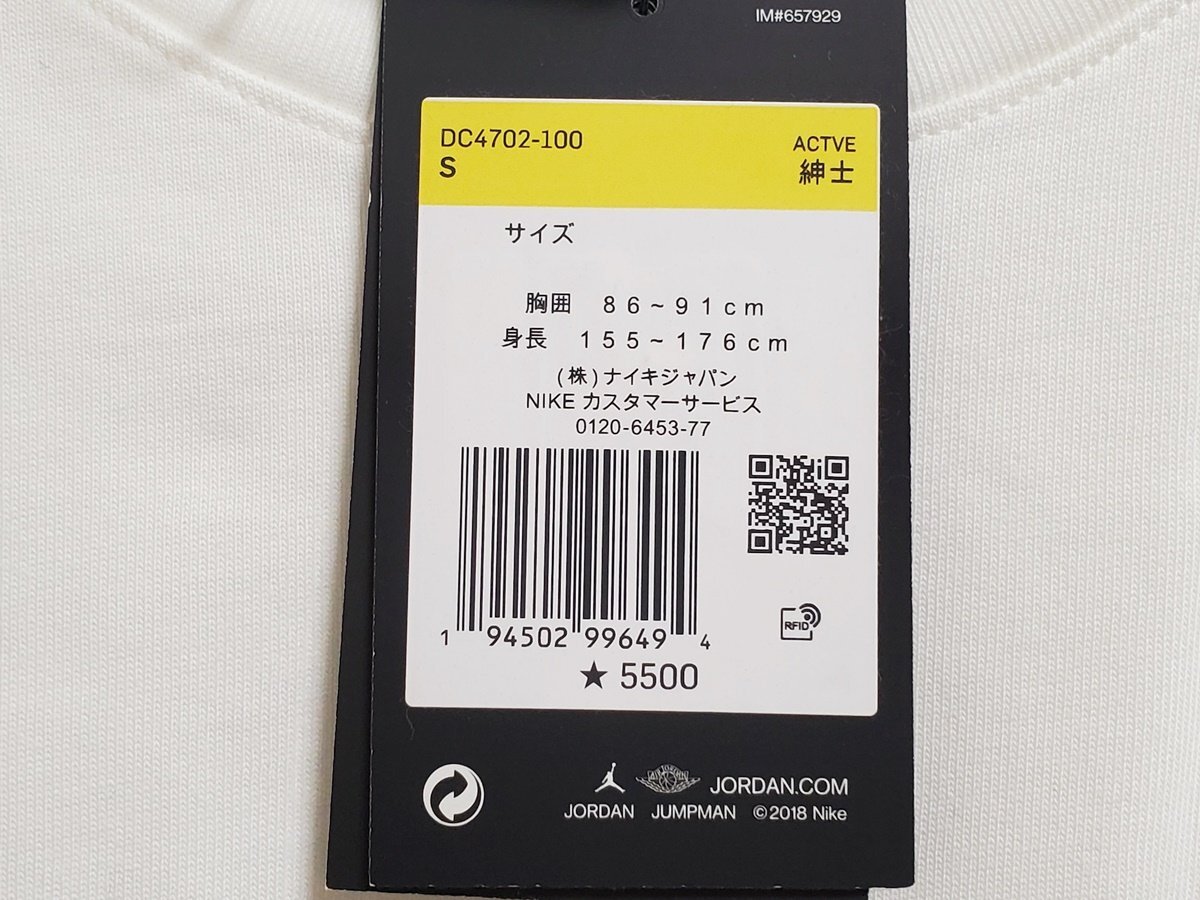 IM#657929
DC4702-100
S
ACTVE
紳士
サイズ
胸囲　８６～９１ｃｍ
身長　１５５～１７６ｃｍ
(株)ナイキジャパン
NIKE カスタマーサービス
0120-6453-77
1 94502 99649 4
RFID
★ 5500
JORDAN.COM
JORDAN JUMPMAN ©2018 Nike